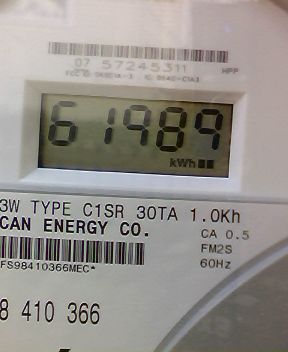 07 57245311
HPP
61989
kWh
3W TYPE C1SR 30TA 1.0Kh
CAN ENERGY CO.
CA 0.5
FM2S
60Hz
FS98410366MEC*
8 410 366